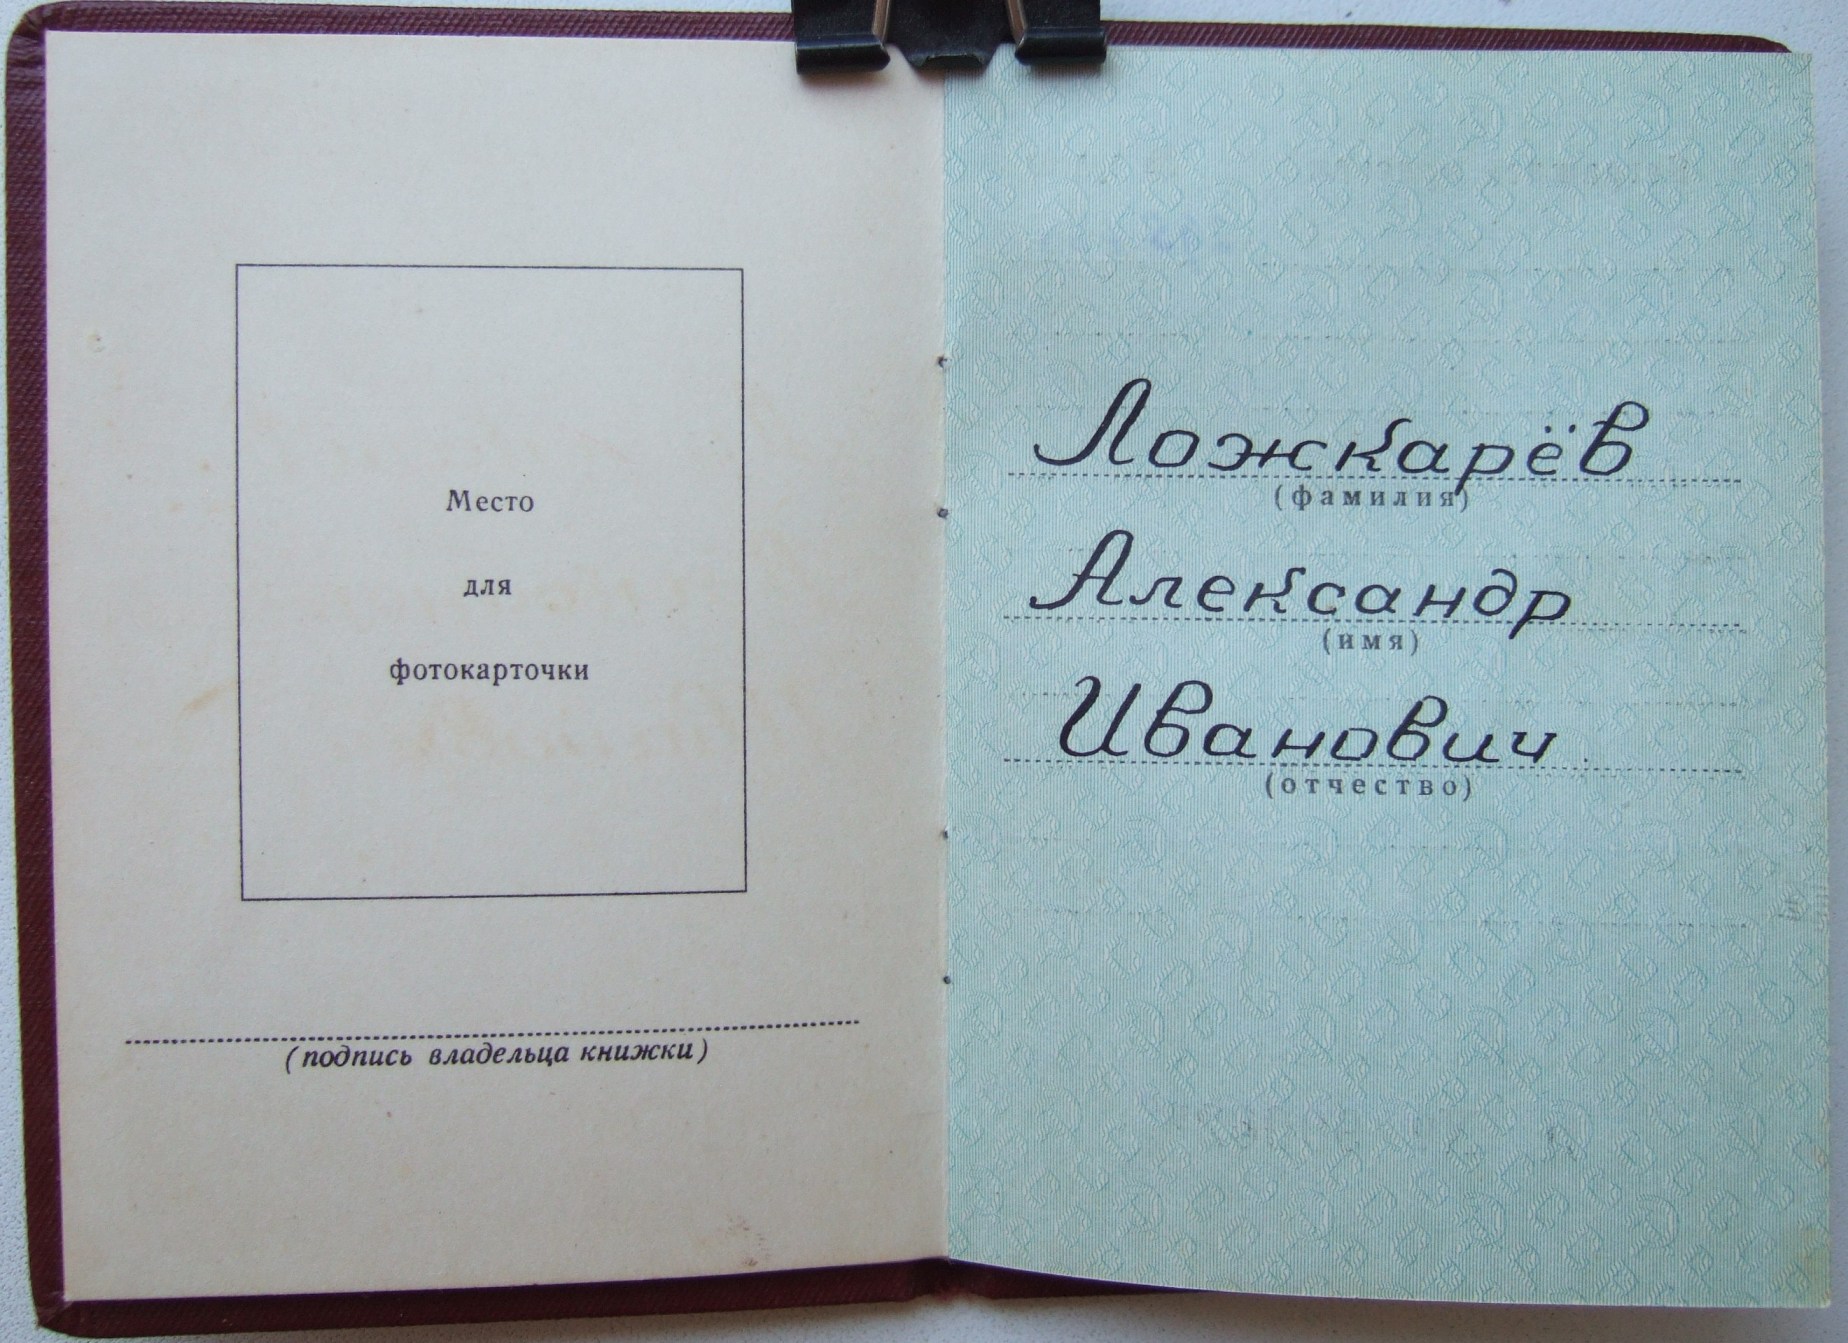 Место
для
фотокарточки
(подпись владельца книжки)
Ложкарёв
(фамилия)
Александр
(имя)
Иванович
(отчество)